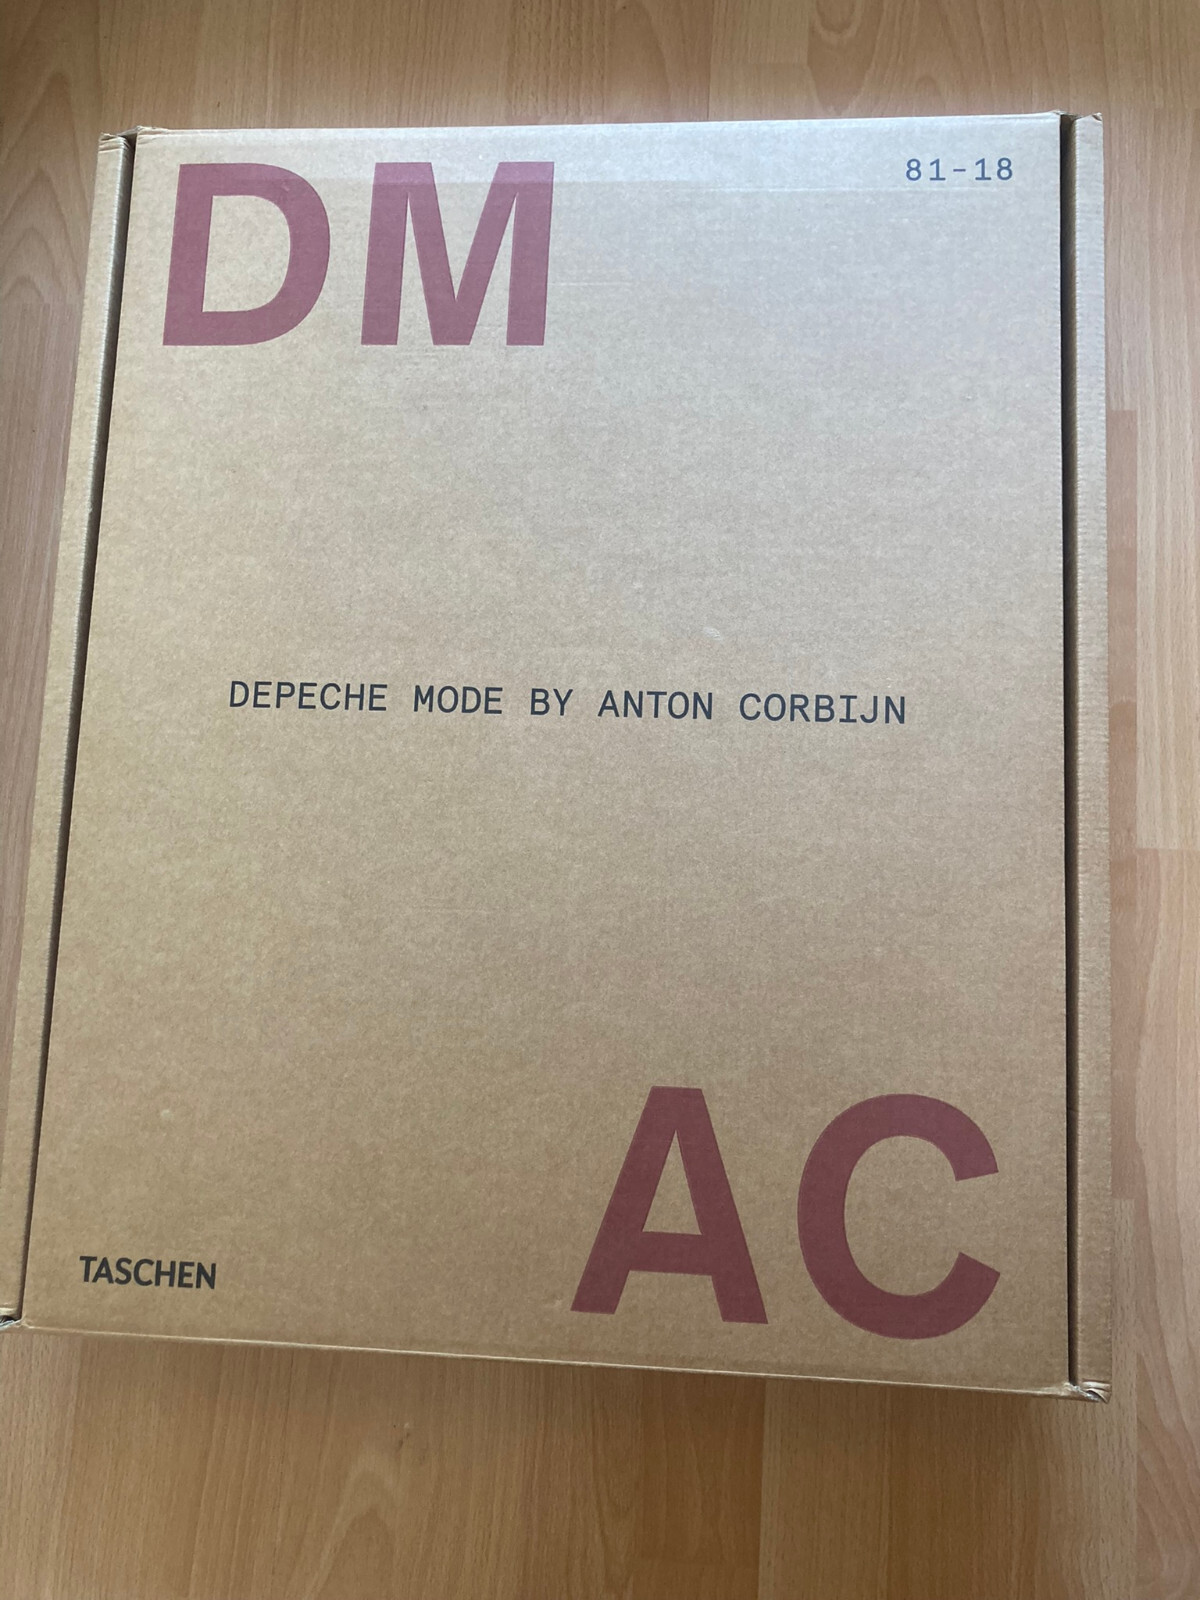 DM
81-18
DEPECHE MODE BY ANTON CORBIJN
AC
TASCHEN